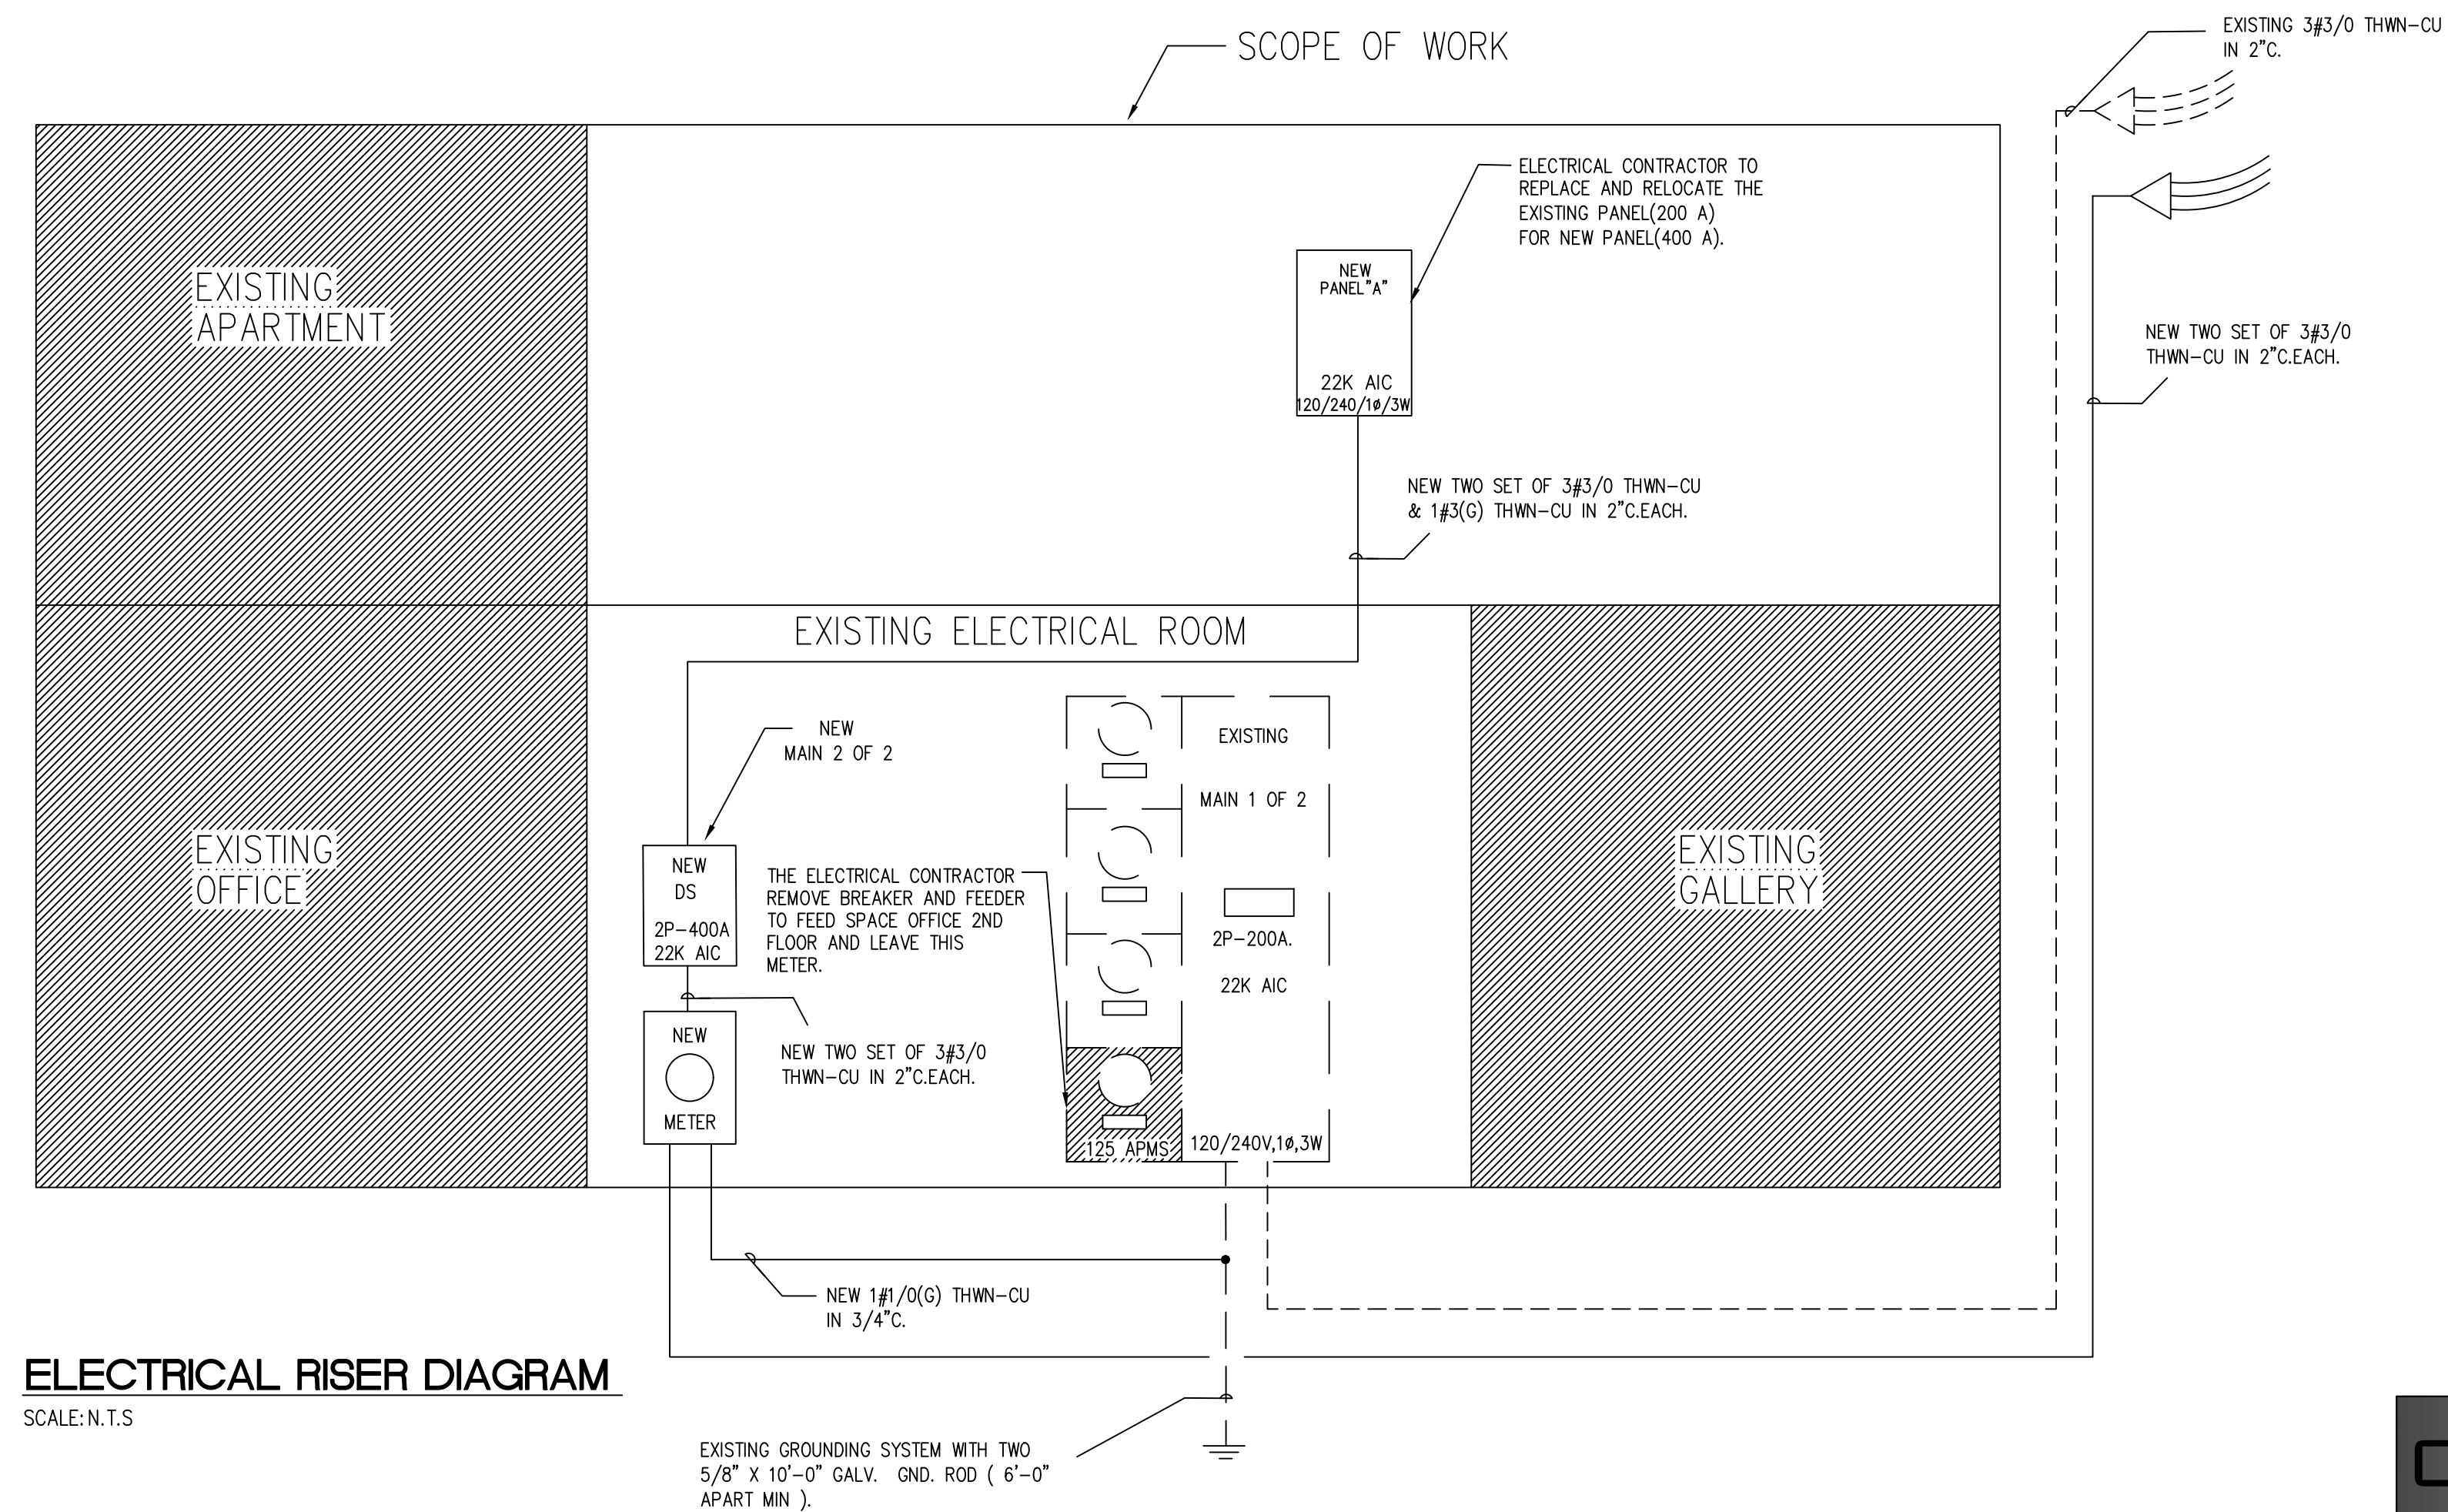 SCOPE OF WORK
EXISTING 3#3/0 THWN-CU
IN 2"C.
ELECTRICAL CONTRACTOR TO
REPLACE AND RELOCATE THE
EXISTING PANEL(200 A)
FOR NEW PANEL(400 A).
NEW
PANEL"A"
22K AIC
120/240/1ø/3W
EXISTING
APARTMENT
NEW TWO SET OF 3#3/0
THWN-CU IN 2"C.EACH.
NEW TWO SET OF 3#3/0 THWN-CU
& 1#3(G) THWN-CU IN 2"C.EACH.
EXISTING ELECTRICAL ROOM
NEW
MAIN 2 OF 2
EXISTING
MAIN 1 OF 2
2P-200A.
22K AIC
120/240V,1ø,3W
125 APMS
EXISTING
OFFICE
NEW
DS
2P-400A
22K AIC
THE ELECTRICAL CONTRACTOR
REMOVE BREAKER AND FEEDER
TO FEED SPACE OFFICE 2ND
FLOOR AND LEAVE THIS
METER.
EXISTING
GALLERY
NEW
METER
NEW TWO SET OF 3#3/0
THWN-CU IN 2"C.EACH.
NEW 1#1/0(G) THWN-CU
IN 3/4"C.
ELECTRICAL RISER DIAGRAM
SCALE:N.T.S
EXISTING GROUNDING SYSTEM WITH TWO
5/8" X 10'-0" GALV. GND. ROD ( 6'-0"
APART MIN ).